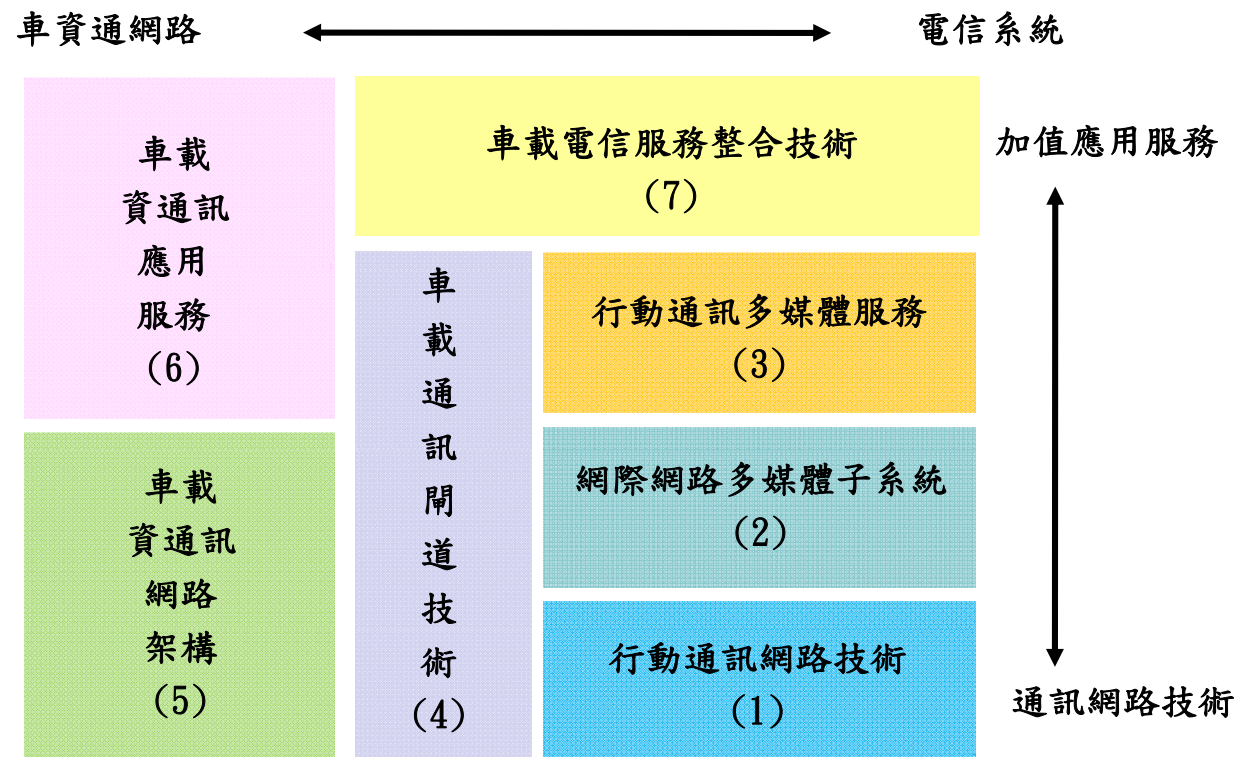 車資通網路
電信系統
車載
資通訊
應用
服務
(6)
車載電信服務整合技術
(7)
加值應用服務
車
載
通
訊
閘
道
技
術
(4)
行動通訊多媒體服務
(3)
網際網路多媒體子系統
(2)
車載
資通訊
網路
架構
(5)
行動通訊網路技術
(1)
通訊網路技術